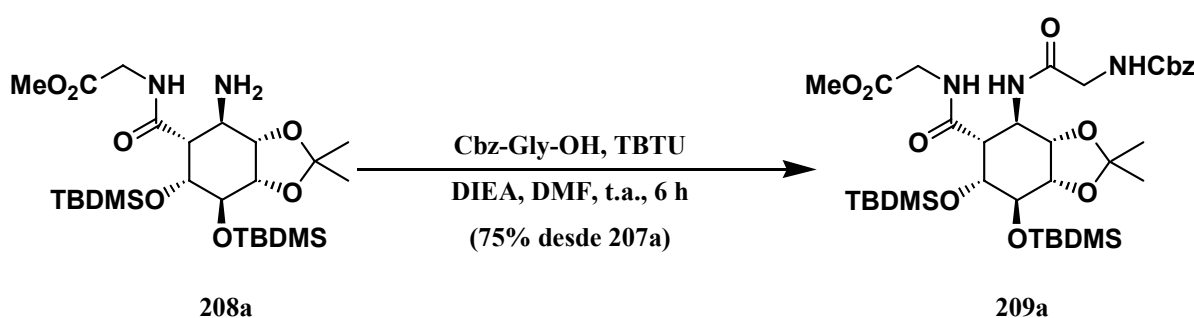 O
NHCbz
MeO₂C NH NH₂
MeO₂C NH HN
O O
O
O O
O
TBDMSO
OTBDMS
TBDMSO
OTBDMS
Cbz-Gly-OH, TBTU
DIEA, DMF, t.a., 6 h
(75% desde 207a)
208a
209a